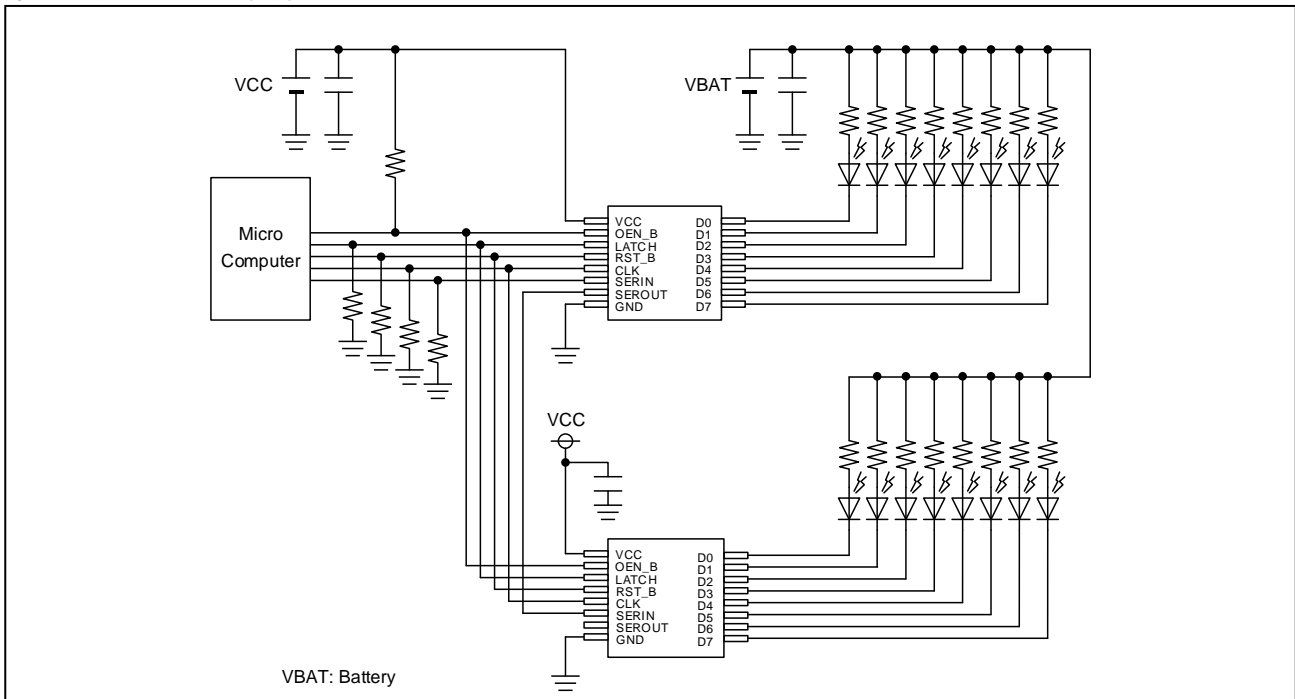 VCC
VBAT
Micro
Computer
VCC
OEN_B
LATCH
RST_B
CLK
SERIN
SEROUT
GND
D0
D1
D2
D3
D4
D5
D6
D7
VCC
VCC
OEN_B
LATCH
RST_B
CLK
SERIN
SEROUT
GND
D0
D1
D2
D3
D4
D5
D6
D7
VBAT: Battery